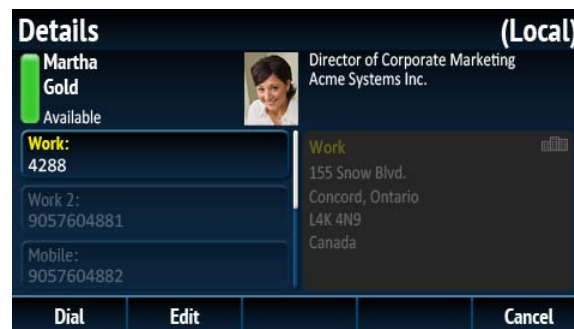 Details (Local)
Martha
Gold
Available
Director of Corporate Marketing
Acme Systems Inc.
Work:
4288
Work 2:
9057604881
Mobile:
9057604882
Work
155 Snow Blvd.
Concord, Ontario
L4K 4N9
Canada
Dial Edit Cancel